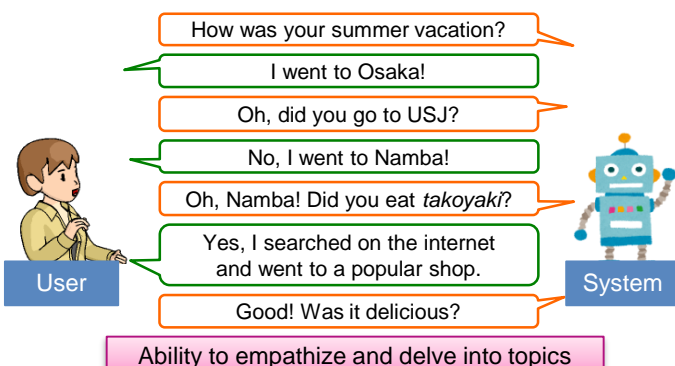 How was your summer vacation?
I went to Osaka!
Oh, did you go to USJ?
No, I went to Namba!
Oh, Namba! Did you eat takoyaki?
Yes, I searched on the internet
and went to a popular shop.
User
System
Good! Was it delicious?
Ability to empathize and delve into topics